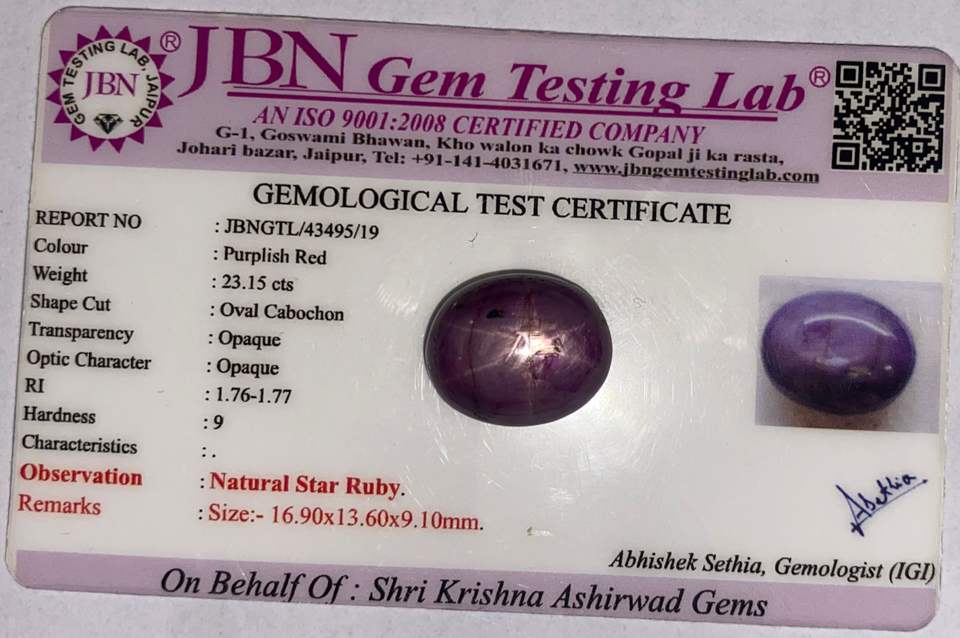 GEM TESTING LAB, JAIPUR
JBN
® JBN Gem Testing Lab®
AN ISO 9001:2008 CERTIFIED COMPANY
G-1, Goswami Bhawan, Kho walon ka chowk Gopal ji ka rasta,
Johari bazar, Jaipur, Tel: +91-141-4031671, www.jbngemtestinglab.com
GEMOLOGICAL TEST CERTIFICATE
REPORT NO : JBNGTL/43495/19
Colour : Purplish Red
Weight : 23.15 cts
Shape Cut : Oval Cabochon
Transparency : Opaque
Optic Character : Opaque
RI : 1.76-1.77
Hardness : 9
Characteristics : .
Observation : Natural Star Ruby.
Remarks : Size:- 16.90x13.60x9.10mm.
ASethia
Abhishek Sethia, Gemologist (IGI)
On Behalf Of : Shri Krishna Ashirwad Gems